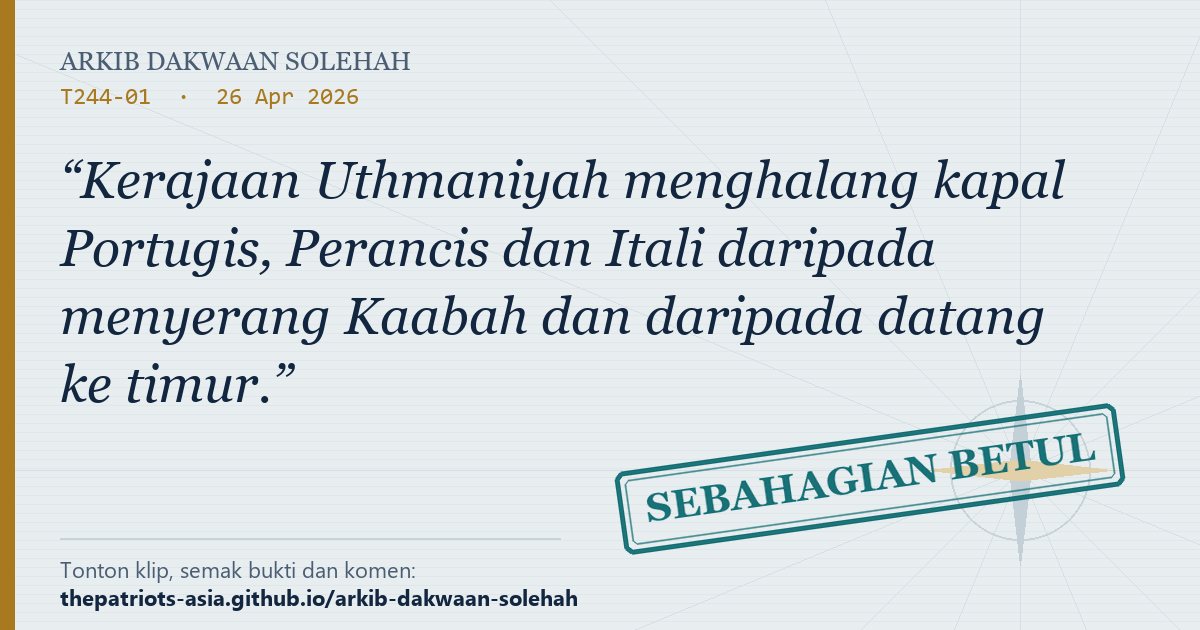 ARKIB DAKWAAN SOLEHAH
T244-01 · 26 Apr 2026
“Kerajaan Uthmaniyah menghalang kapal
Portugis, Perancis dan Itali daripada
menyerang Kaabah dan daripada datang
ke timur.”
SEBAHAGIAN BETUL
Tonton klip, semak bukti dan komen:
thepatriots-asia.github.io/arkib-dakwaan-solehah